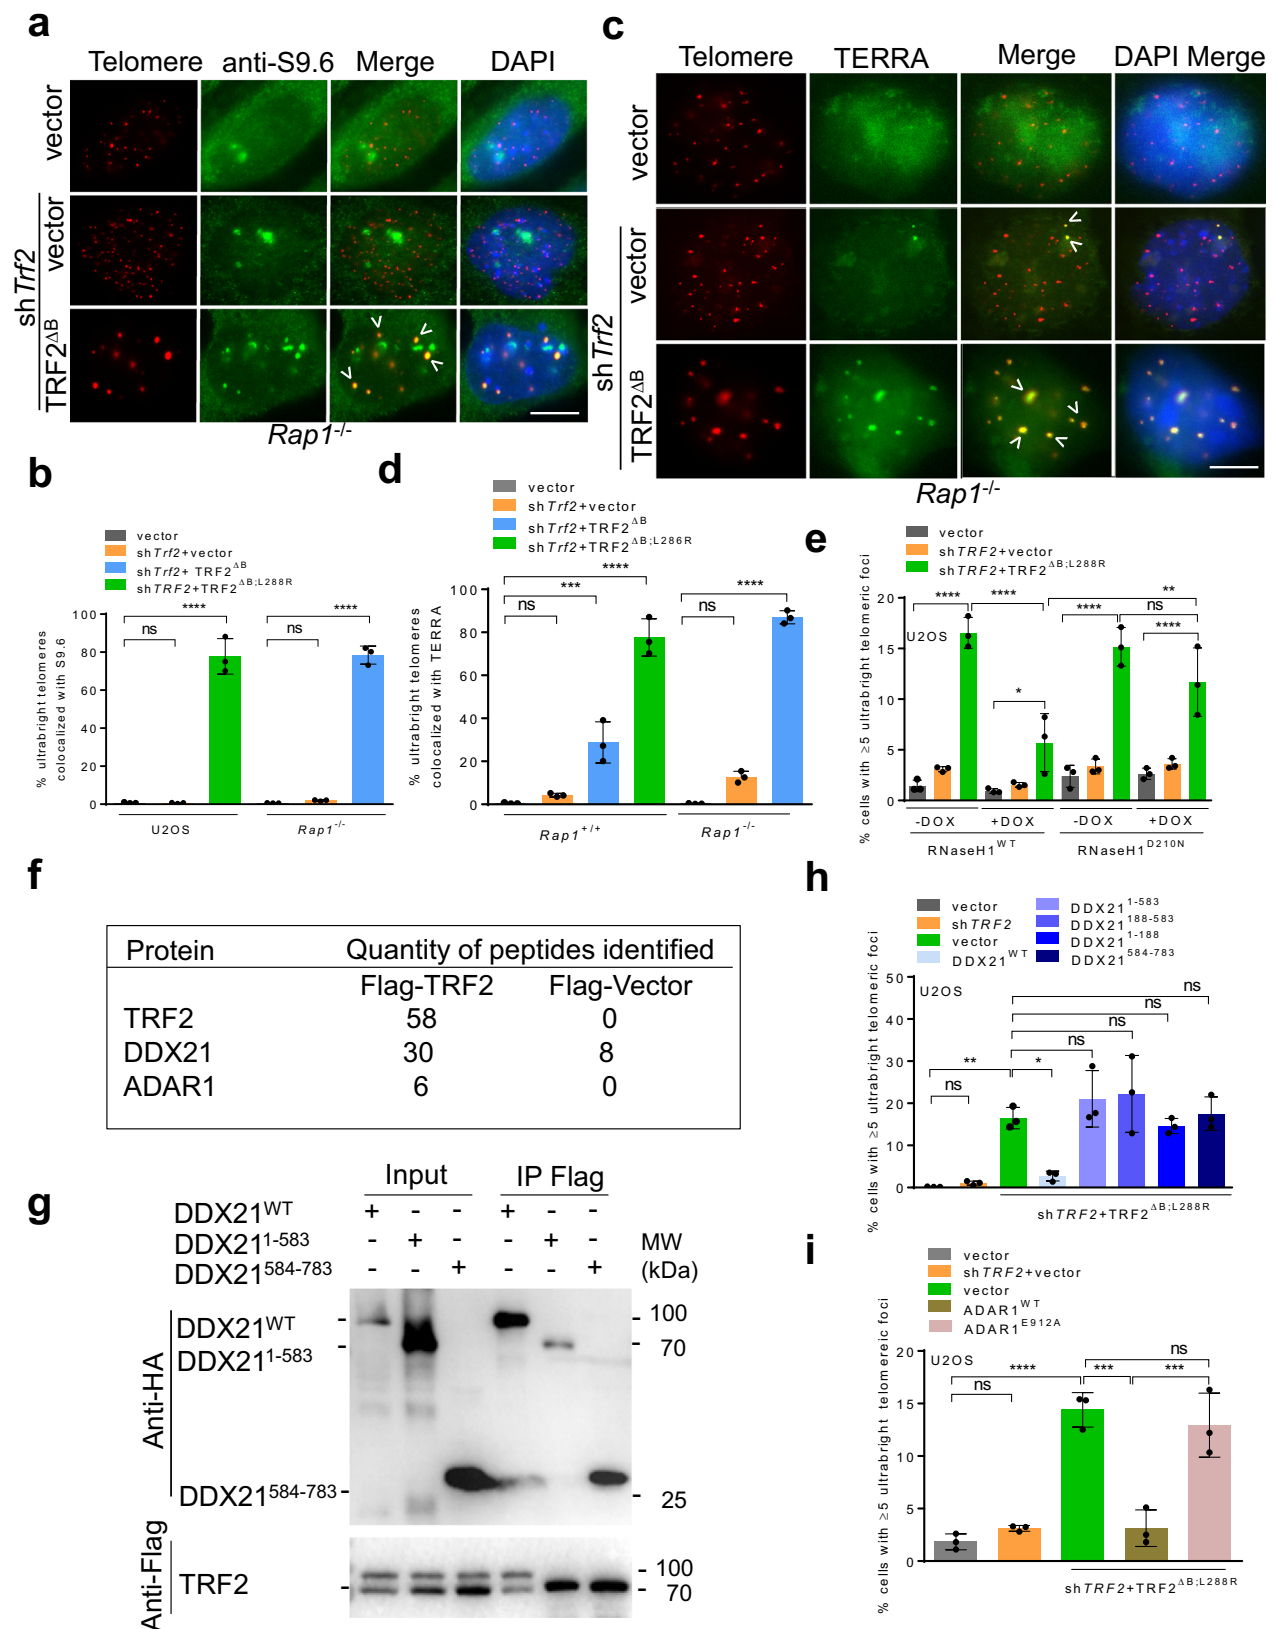 a
Telomere anti-S9.6 Merge DAPI
vector
shTrf2
vector
TRF2ΔB
Rap1-/-
c
Telomere TERRA Merge DAPI Merge
vector
shTrf2
vector
TRF2ΔB
Rap1-/-
b
vector
shTrf2+vector
shTrf2+ TRF2ΔB
shTRF2+TRF2ΔB;L288R
% ultrabright telomeres
colocalized with S9.6
100
80
60
40
20
0
ns
****
ns
****
U2OS
Rap1-/-
d
vector
shTrf2+vector
shTrf2+TRF2ΔB
shTrf2+TRF2ΔB;L286R
% ultrabright telomeres
colocalized with TERRA
100
80
60
40
20
0
ns
***
****
ns
****
Rap1+/+
Rap1-/-
e
vector
shTRF2+vector
shTRF2+TRF2ΔB;L288R
% cells with ≥5 ultrabright telomeric foci
20
15
10
5
0
U2OS
****
****
*
**
ns
****
****
-DOX +DOX -DOX +DOX
RNaseH1WT RNaseH1D210N
f
Protein Quantity of peptides identified
Flag-TRF2 Flag-Vector
TRF2 58 0
DDX21 30 8
ADAR1 6 0
g
Input IP Flag
DDX21WT + - - + - -
DDX211-583 - + - - + -
DDX21584-783 - - + - - +
MW
(kDa)
Anti-HA
DDX21WT
DDX211-583
DDX21584-783
- 100
- 70
- 25
Anti-Flag
TRF2
- 100
- 70
h
vector
shTRF2
vector
DDX21WT
DDX211-583
DDX21188-583
DDX211-188
DDX21584-783
% cells with ≥5 ultrabright telomeric foci
50
40
30
20
10
0
U2OS
ns
**
*
ns
ns
ns
ns
shTRF2+TRF2ΔB;L288R
i
vector
shTRF2+vector
vector
ADAR1WT
ADAR1E912A
% cells with ≥5 ultrabright telomereic foci
20
15
10
5
0
U2OS
ns
****
***
***
ns
shTRF2+TRF2ΔB;L288R